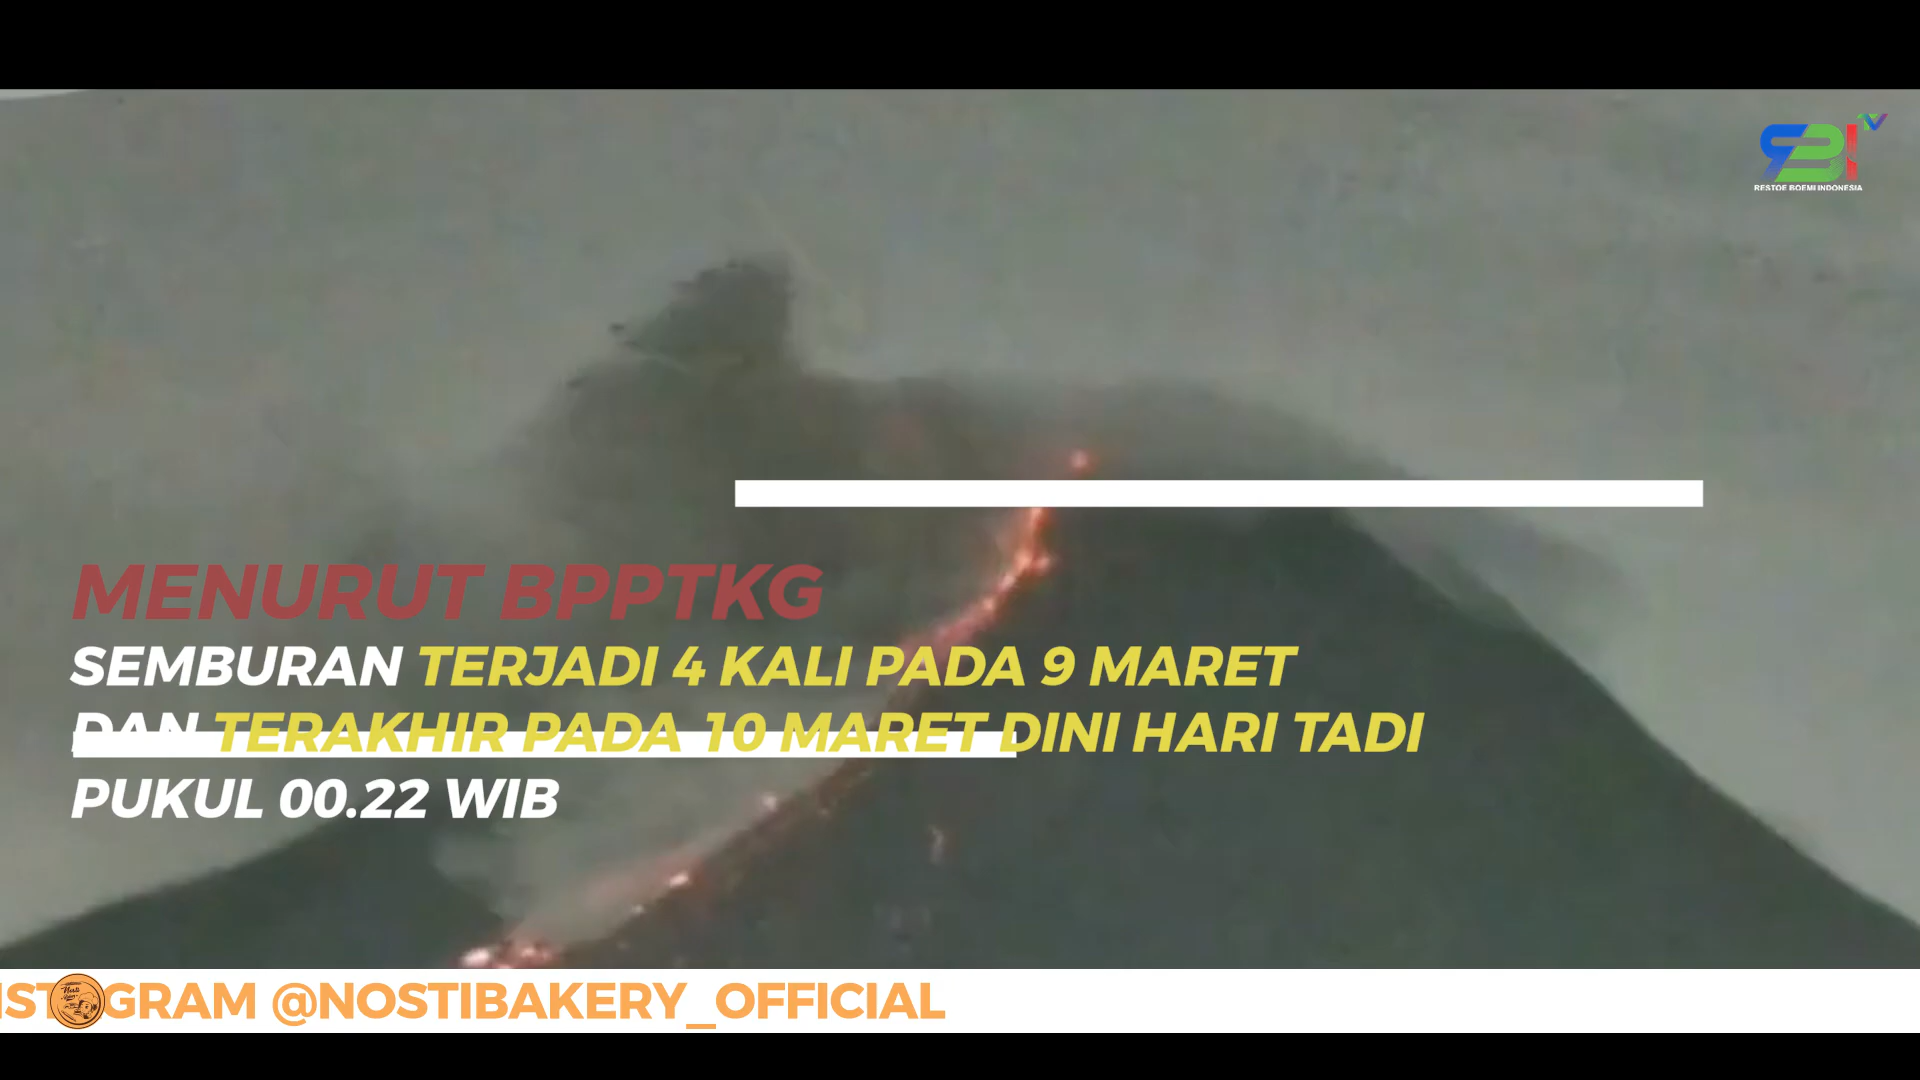 RESTOE BOEMI INDONESIA
MENURUT BPPTKG
SEMBURAN TERJADI 4 KALI PADA 9 MARET
DAN TERAKHIR PADA 10 MARET DINI HARI TADI
PUKUL 00.22 WIB
GRAM @NOSTIBAKERY_OFFICIAL